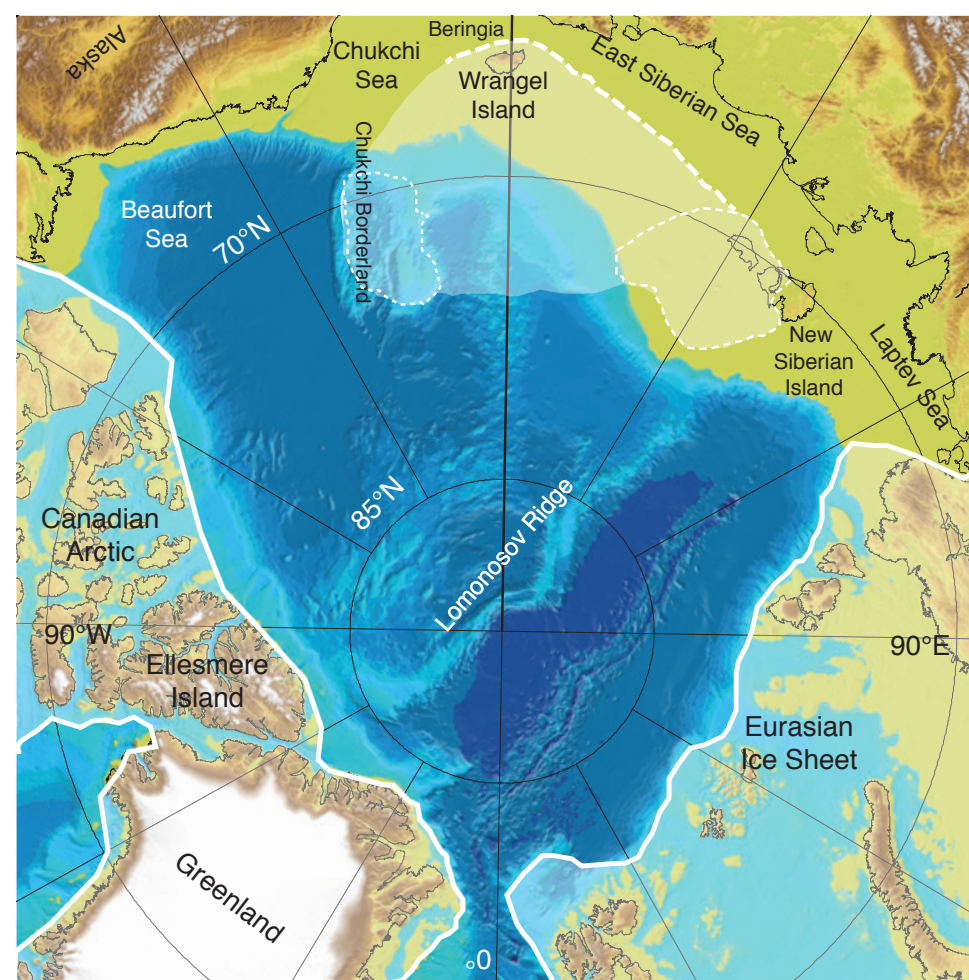 Alaska
Chukchi
Sea
Beringia
Wrangel
Island
East Siberian Sea
Chukchi Borderland
Beaufort
Sea
70°N
New
Siberian
Island
Laptev Sea
85°N
Lomonosov Ridge
Canadian
Arctic
90°W
90°E
Ellesmere
Island
Eurasian
Ice Sheet
Greenland
°0